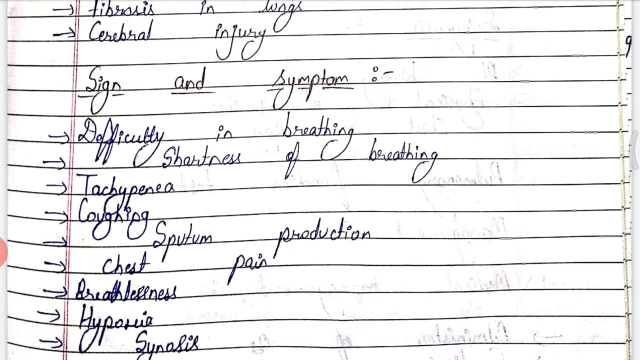 → fibrosis in lungs
→ Cerebral injury
Sign and symptom :-
→ Difficulty in breathing
→ Shartness of breathing
→ Tachypenea
→ Coughing
→ Sputum production
→ chest pain
→ Breathlessness
→ Hypoxia
→ Synosis